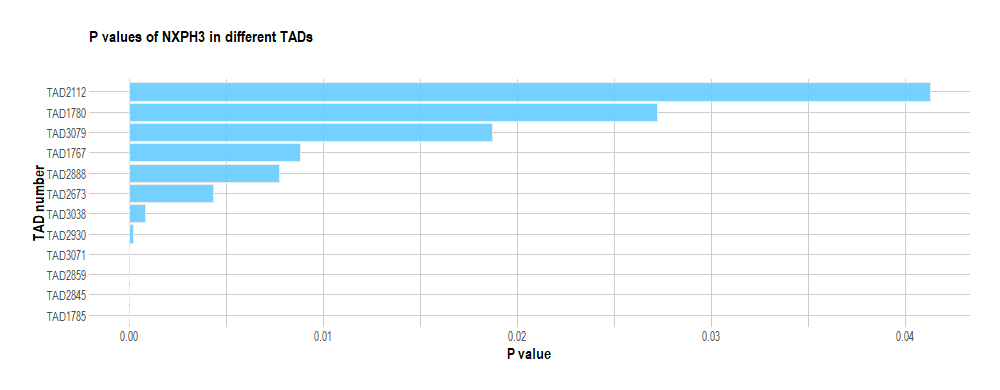 P values of NXPH3 in different TADs
TAD number
TAD2112
TAD1780
TAD3079
TAD1767
TAD2888
TAD2673
TAD3038
TAD2930
TAD3071
TAD2859
TAD2845
TAD1785
0.00 0.01 0.02 0.03 0.04
P value